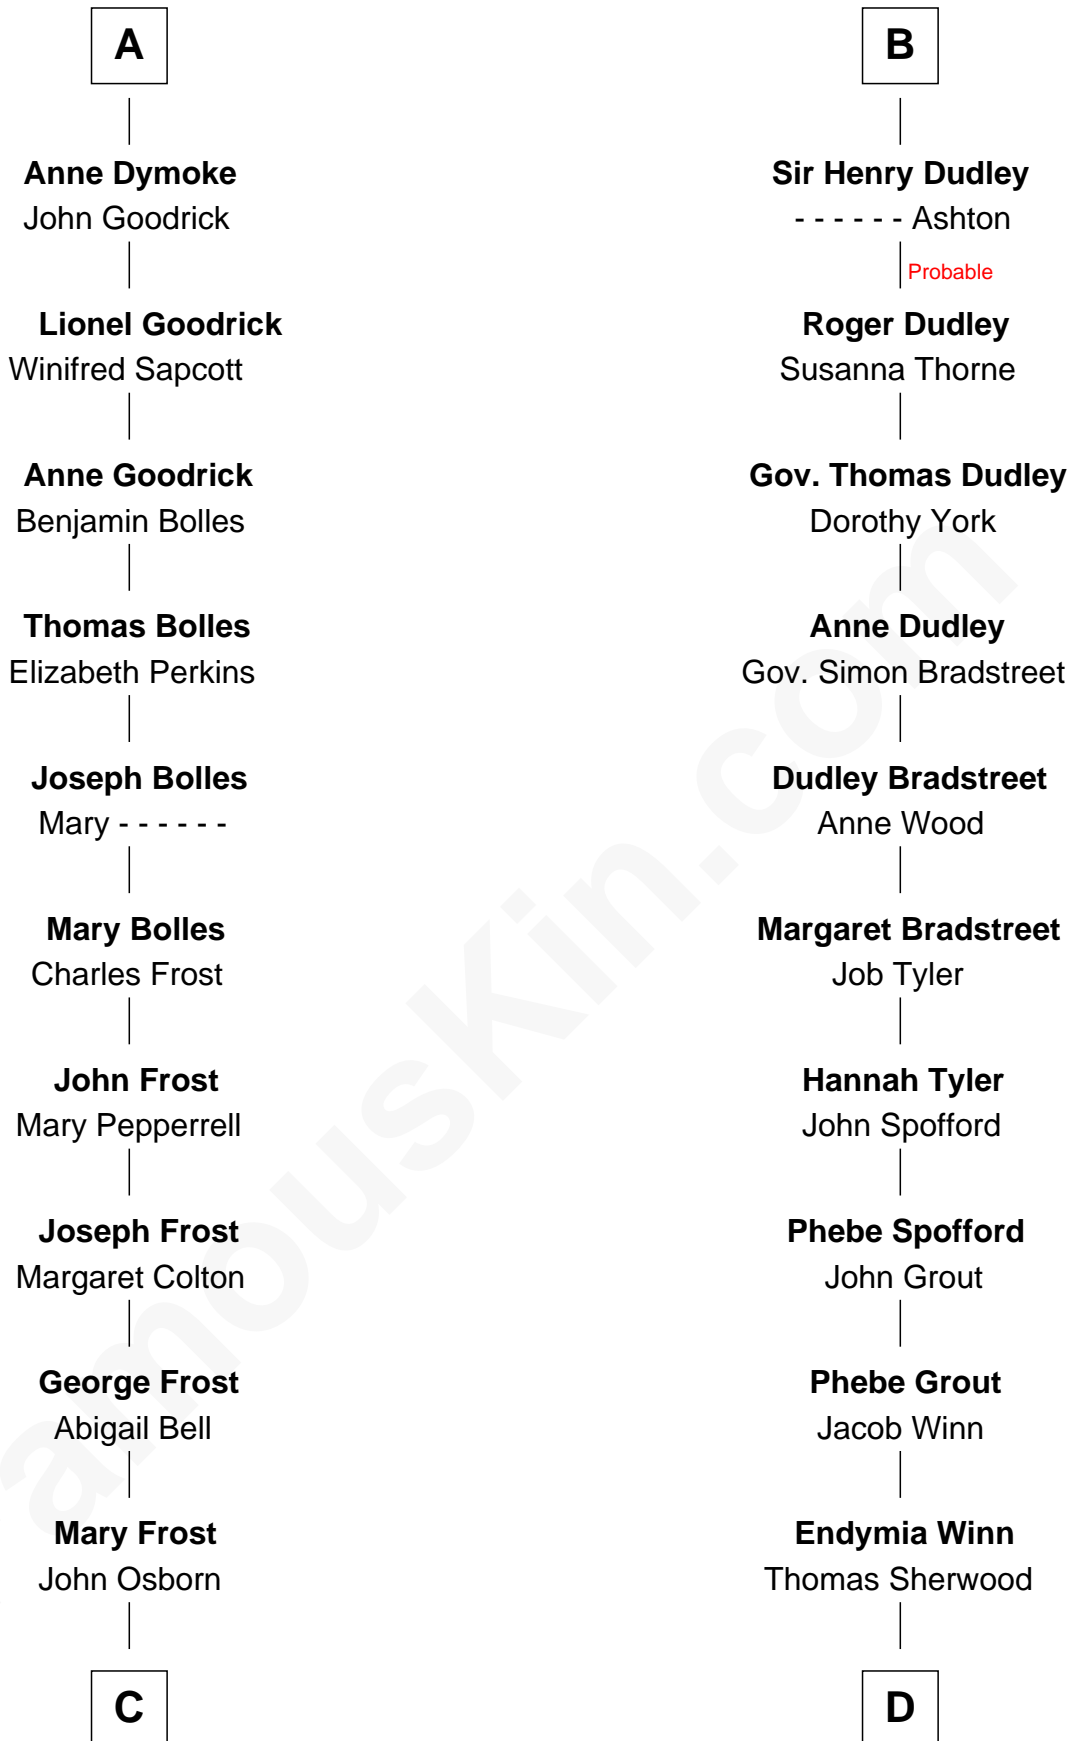 A
Anne Dymoke
John Goodrick
Lionel Goodrick
Winifred Sapcott
Anne Goodrick
Benjamin Bolles
Thomas Bolles
Elizabeth Perkins
Joseph Bolles
Mary - - - - - -
Mary Bolles
Charles Frost
John Frost
Mary Pepperrell
Joseph Frost
Margaret Colton
George Frost
Abigail Bell
Mary Frost
John Osborn
C
B
Sir Henry Dudley
- - - - - - Ashton
Probable
Roger Dudley
Susanna Thorne
Gov. Thomas Dudley
Dorothy York
Anne Dudley
Gov. Simon Bradstreet
Dudley Bradstreet
Anne Wood
Margaret Bradstreet
Job Tyler
Hannah Tyler
John Spofford
Phebe Spofford
John Grout
Phebe Grout
Jacob Winn
Endymia Winn
Thomas Sherwood
D
amousKin.com